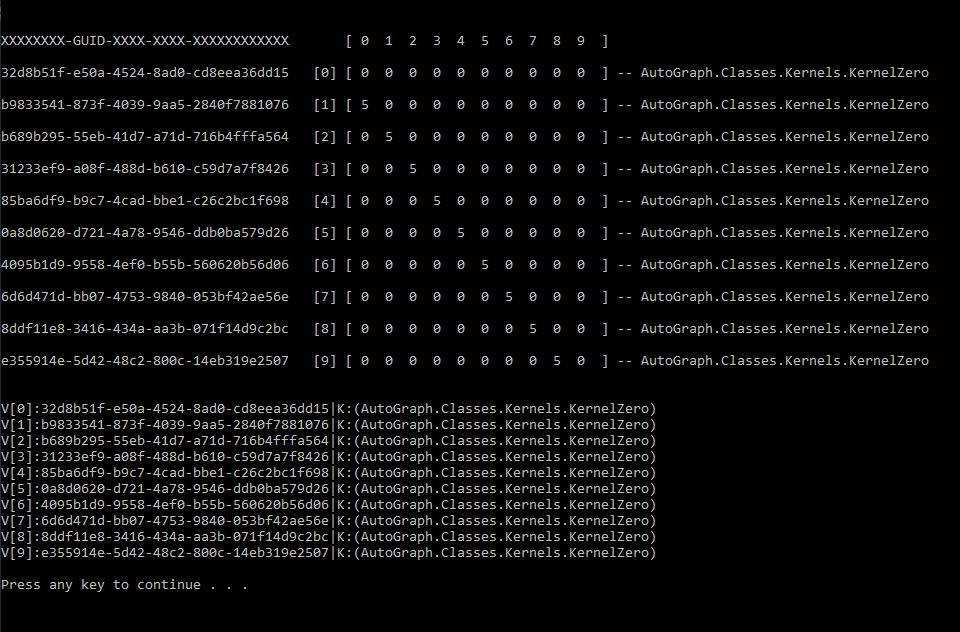 XXXXXXXX-GUID-XXXX-XXXX-XXXXXXXXXXXX [ 0 1 2 3 4 5 6 7 8 9 ]
32d8b51f-e50a-4524-8ad0-cd8eea36dd15 [0] [ 0 0 0 0 0 0 0 0 0 0 ] -- AutoGraph.Classes.Kernels.KernelZero
b9833541-873f-4039-9aa5-2840f7881076 [1] [ 5 0 0 0 0 0 0 0 0 0 ] -- AutoGraph.Classes.Kernels.KernelZero
b689b295-55eb-41d7-a71d-716b4fffa564 [2] [ 0 5 0 0 0 0 0 0 0 0 ] -- AutoGraph.Classes.Kernels.KernelZero
31233ef9-a08f-488d-b610-c59d7a7f8426 [3] [ 0 0 5 0 0 0 0 0 0 0 ] -- AutoGraph.Classes.Kernels.KernelZero
85ba6df9-b9c7-4cad-bbe1-c26c2bc1f698 [4] [ 0 0 0 5 0 0 0 0 0 0 ] -- AutoGraph.Classes.Kernels.KernelZero
0a8d0620-d721-4a78-9546-ddb0ba579d26 [5] [ 0 0 0 0 5 0 0 0 0 0 ] -- AutoGraph.Classes.Kernels.KernelZero
4095b1d9-9558-4ef0-b55b-560620b56d06 [6] [ 0 0 0 0 0 5 0 0 0 0 ] -- AutoGraph.Classes.Kernels.KernelZero
6d6d471d-bb07-4753-9840-053bf42ae56e [7] [ 0 0 0 0 0 0 5 0 0 0 ] -- AutoGraph.Classes.Kernels.KernelZero
8ddf11e8-3416-434a-aa3b-071f14d9c2bc [8] [ 0 0 0 0 0 0 0 5 0 0 ] -- AutoGraph.Classes.Kernels.KernelZero
e355914e-5d42-48c2-800c-14eb319e2507 [9] [ 0 0 0 0 0 0 0 0 5 0 ] -- AutoGraph.Classes.Kernels.KernelZero
V[0]:32d8b51f-e50a-4524-8ad0-cd8eea36dd15|K:(AutoGraph.Classes.Kernels.KernelZero)
V[1]:b9833541-873f-4039-9aa5-2840f7881076|K:(AutoGraph.Classes.Kernels.KernelZero)
V[2]:b689b295-55eb-41d7-a71d-716b4fffa564|K:(AutoGraph.Classes.Kernels.KernelZero)
V[3]:31233ef9-a08f-488d-b610-c59d7a7f8426|K:(AutoGraph.Classes.Kernels.KernelZero)
V[4]:85ba6df9-b9c7-4cad-bbe1-c26c2bc1f698|K:(AutoGraph.Classes.Kernels.KernelZero)
V[5]:0a8d0620-d721-4a78-9546-ddb0ba579d26|K:(AutoGraph.Classes.Kernels.KernelZero)
V[6]:4095b1d9-9558-4ef0-b55b-560620b56d06|K:(AutoGraph.Classes.Kernels.KernelZero)
V[7]:6d6d471d-bb07-4753-9840-053bf42ae56e|K:(AutoGraph.Classes.Kernels.KernelZero)
V[8]:8ddf11e8-3416-434a-aa3b-071f14d9c2bc|K:(AutoGraph.Classes.Kernels.KernelZero)
V[9]:e355914e-5d42-48c2-800c-14eb319e2507|K:(AutoGraph.Classes.Kernels.KernelZero)
Press any key to continue . . .